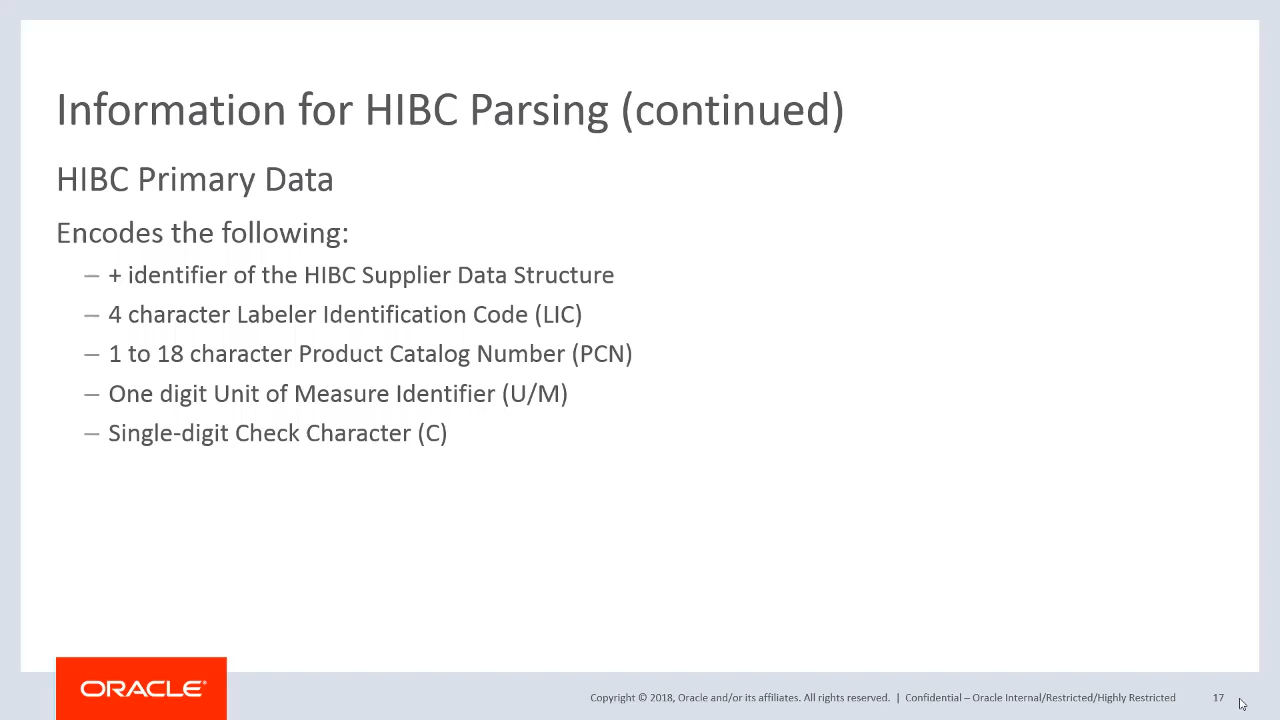 Information for HIBC Parsing (continued)
HIBC Primary Data
Encodes the following:
– + identifier of the HIBC Supplier Data Structure
– 4 character Labeler Identification Code (LIC)
– 1 to 18 character Product Catalog Number (PCN)
– One digit Unit of Measure Identifier (U/M)
– Single-digit Check Character (C)
ORACLE®
Copyright © 2018, Oracle and/or its affiliates. All rights reserved. | Confidential – Oracle Internal/Restricted/Highly Restricted 17